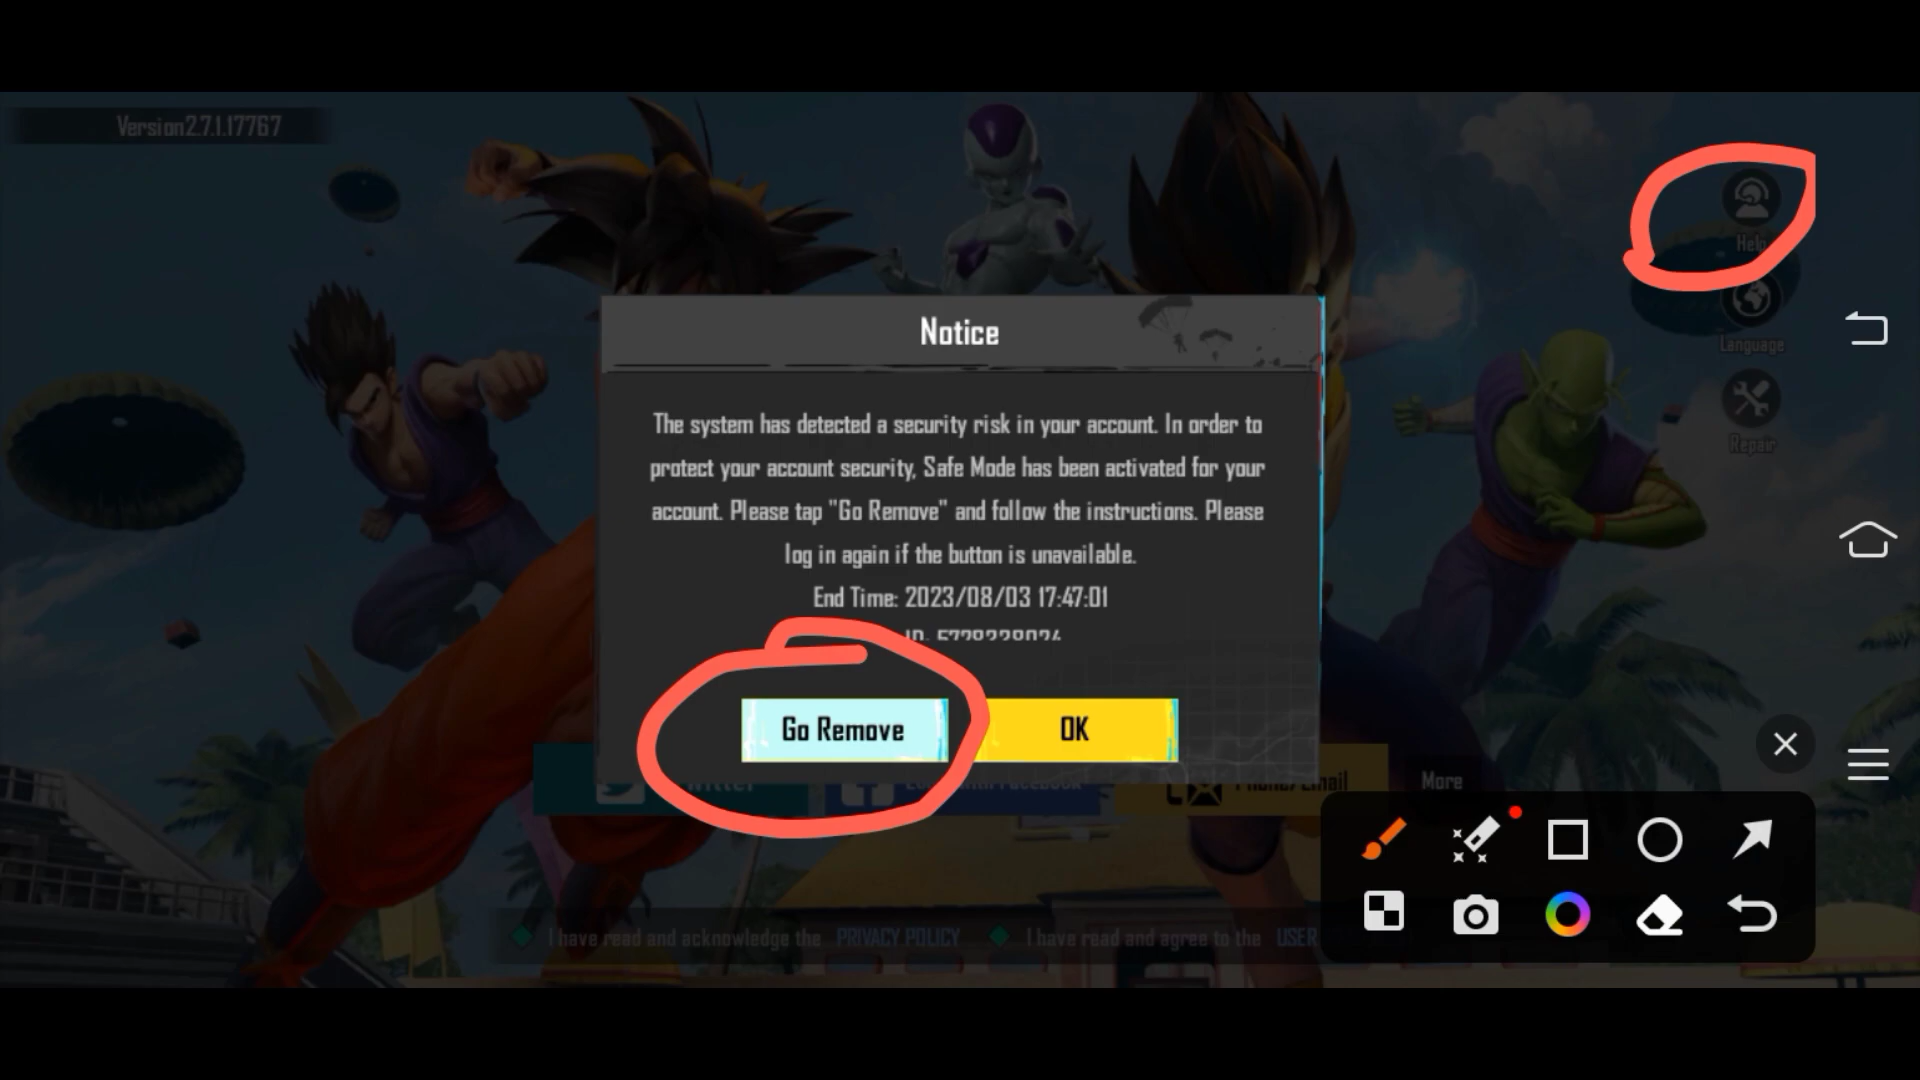 Version2.7.1.17767
Help
Language
Repair
Notice
The system has detected a security risk in your account. In order to
protect your account security, Safe Mode has been activated for your
account. Please tap "Go Remove" and follow the instructions. Please
log in again if the button is unavailable.
End Time: 2023/08/03 17:47:01
Go Remove
OK
More
I have read and acknowledge the PRIVACY POLICY
I have read and agree to the USER